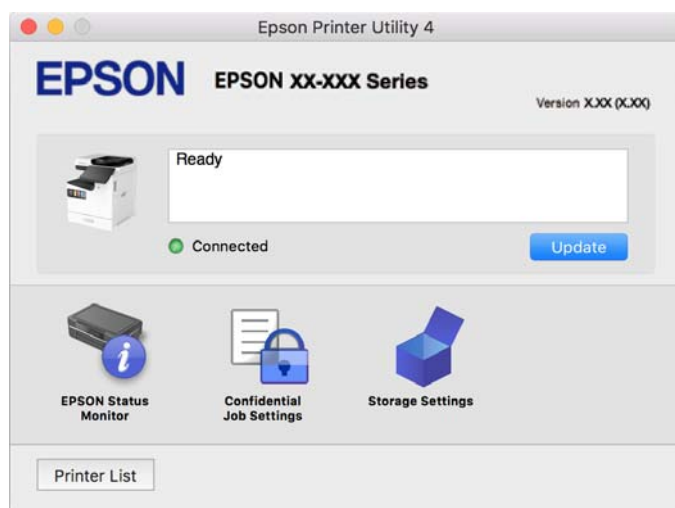 Epson Printer Utility 4
EPSON
EPSON XX-XXX Series
Version X.XX (X.XX)
Ready
Connected
Update
EPSON Status
Monitor
Confidential
Job Settings
Storage Settings
Printer List